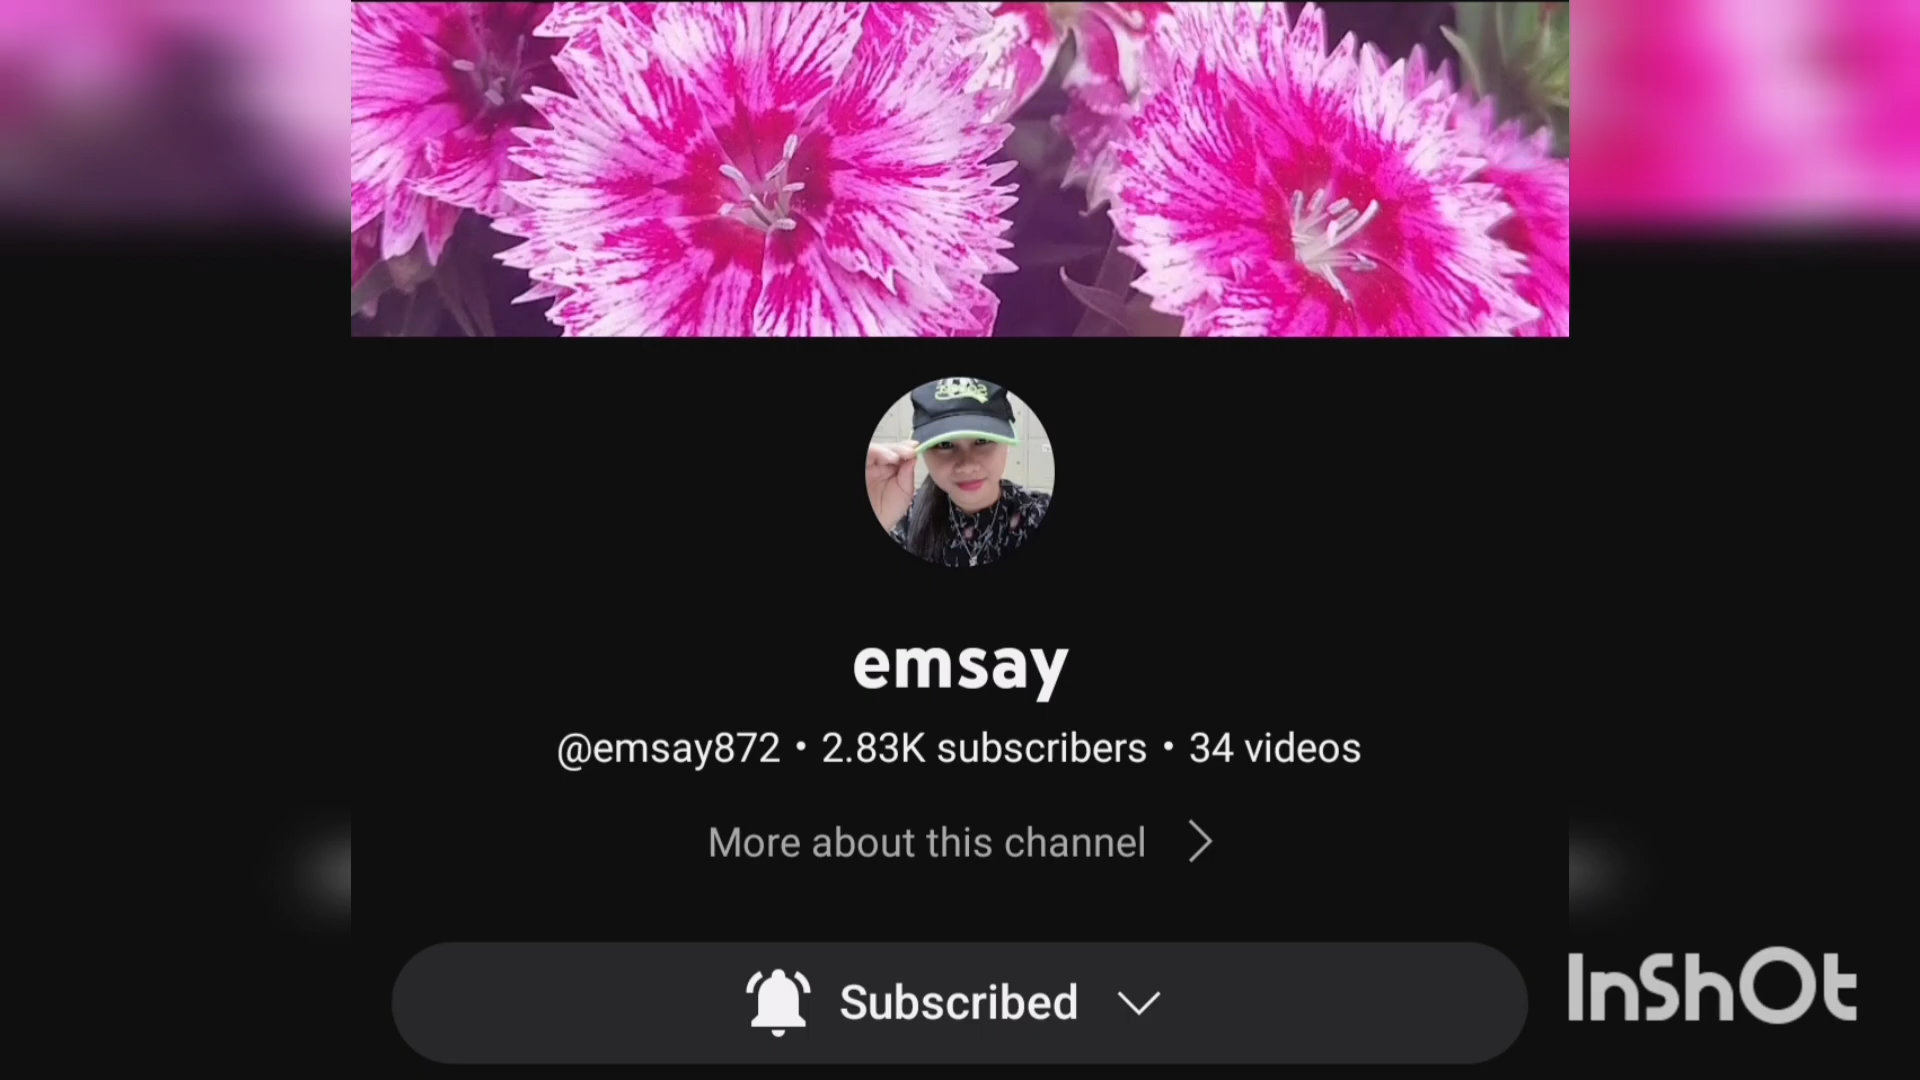 emsay
@emsay872 • 2.83K subscribers • 34 videos
More about this channel
Subscribed
InShOt